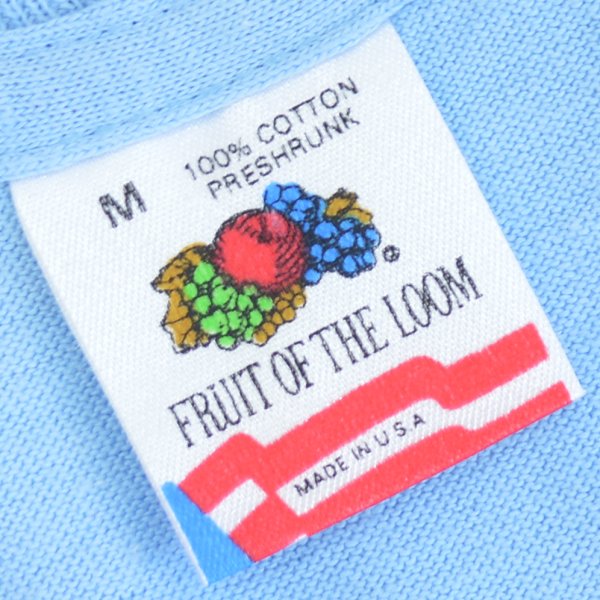 M
100% COTTON
PRESHRUNK
®
FRUIT OF THE LOOM
MADE IN U.S.A